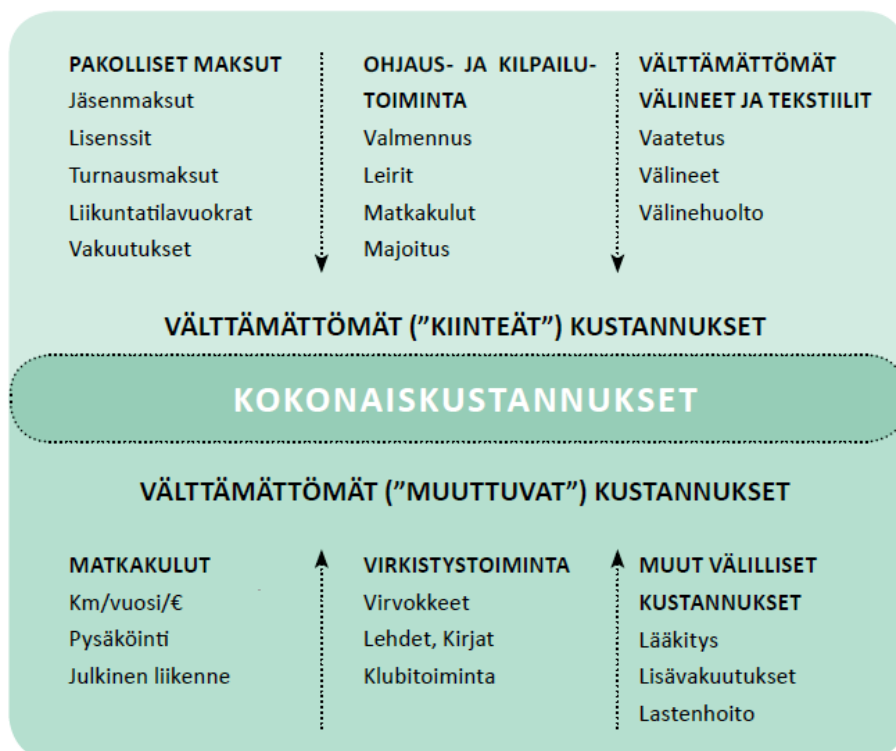 PAKOLLISET MAKSUT
Jäsenmaksut
Lisenssit
Turnausmaksut
Liikuntatilavuokrat
Vakuutukset
OHJAUS- JA KILPAILU-
TOIMINTA
Valmennus
Leirit
Matkakulut
Majoitus
VÄLTTÄMÄTTÖMÄT
VÄLINEET JA TEKSTIILIT
Vaatetus
Välineet
Välinehuolto
VÄLTTÄMÄTTÖMÄT (”KIINTEÄT”) KUSTANNUKSET
KOKONAISKUSTANNUKSET
VÄLTTÄMÄTTÖMÄT (”MUUTTUVAT”) KUSTANNUKSET
MATKAKULUT
Km/vuosi/€
Pysäköinti
Julkinen liikenne
VIRKISTYSTOIMINTA
Virvokkeet
Lehdet, Kirjat
Klubitoiminta
MUUT VÄLILLISET
KUSTANNUKSET
Lääkitys
Lisävakuutukset
Lastenhoito